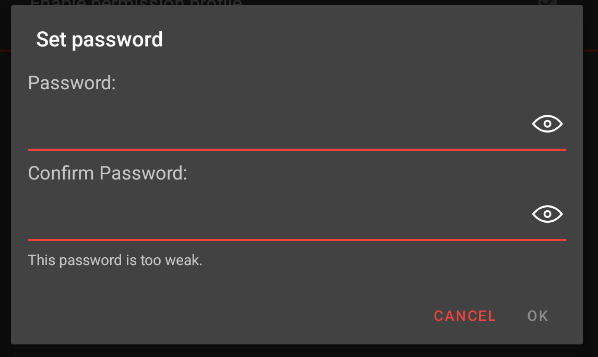 Enable permission profile
Set password
Password:
Confirm Password:
This password is too weak.
CANCEL OK